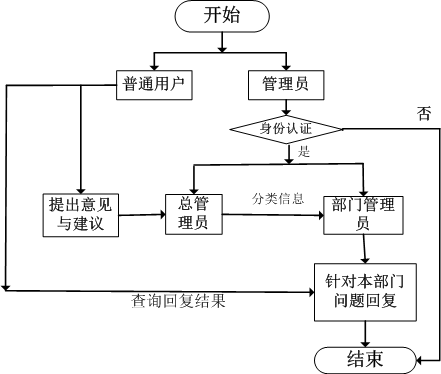 开始
普通用户
管理员
否
身份认证
是
提出意见
与建议
总管
理员
分类信息
部门管理
员
针对本部门
问题回复
查询回复结果
结束